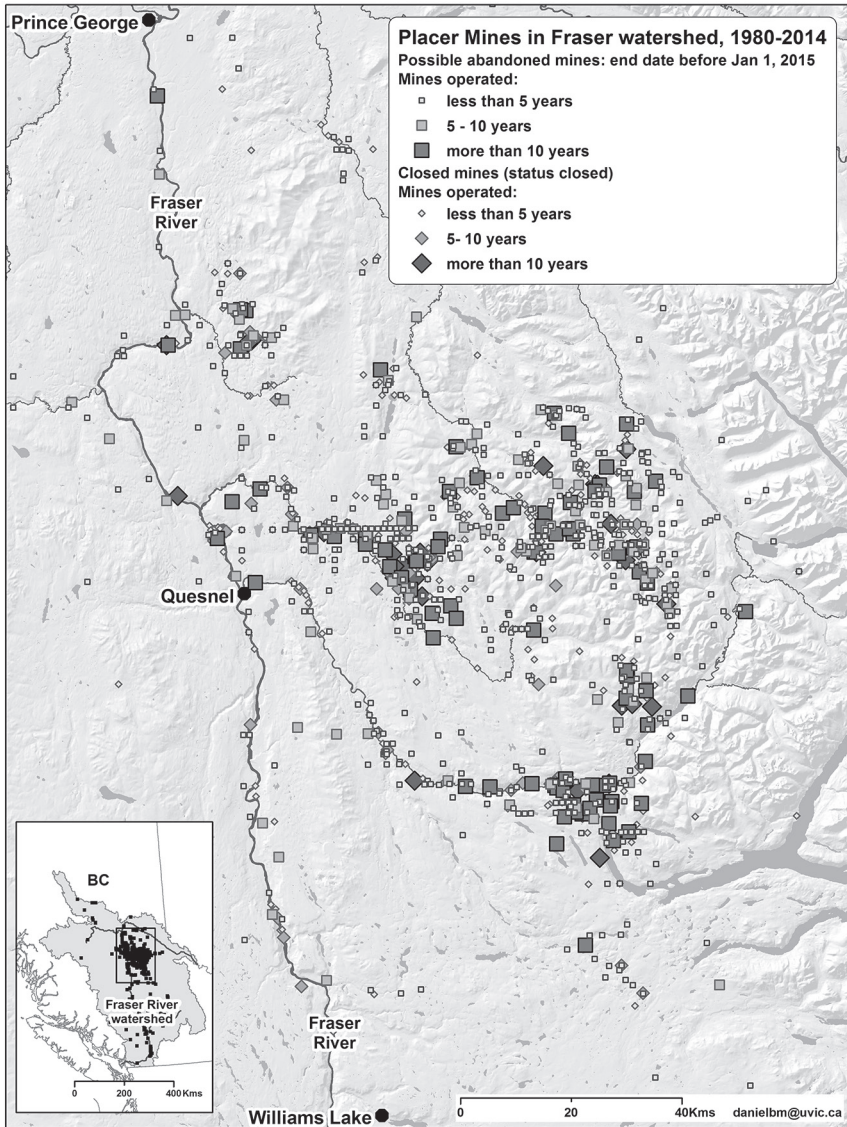 Prince George
Placer Mines in Fraser watershed, 1980-2014
Possible abandoned mines: end date before Jan 1, 2015
Mines operated:
less than 5 years
5 - 10 years
more than 10 years
Closed mines (status closed)
Mines operated:
less than 5 years
5- 10 years
more than 10 years
Fraser
River
Quesnel
BC
Fraser River
watershed
0 200 400 Kms
Fraser
River
Williams Lake
0 20 40Kms
danielbm@uvic.ca